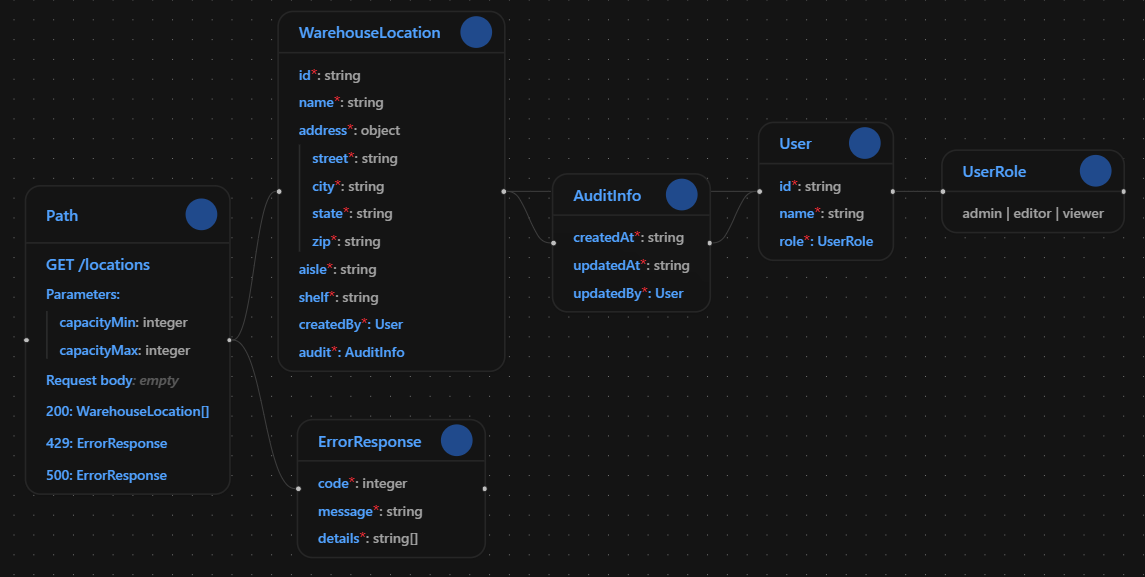 Path
GET /locations
Parameters:
capacityMin: integer
capacityMax: integer
Request body: empty
200: WarehouseLocation[]
429: ErrorResponse
500: ErrorResponse
WarehouseLocation
id*: string
name*: string
address*: object
street*: string
city*: string
state*: string
zip*: string
aisle*: string
shelf*: string
createdBy*: User
audit*: AuditInfo
ErrorResponse
code*: integer
message*: string
details*: string[]
AuditInfo
createdAt*: string
updatedAt*: string
updatedBy*: User
User
id*: string
name*: string
role*: UserRole
UserRole
admin | editor | viewer